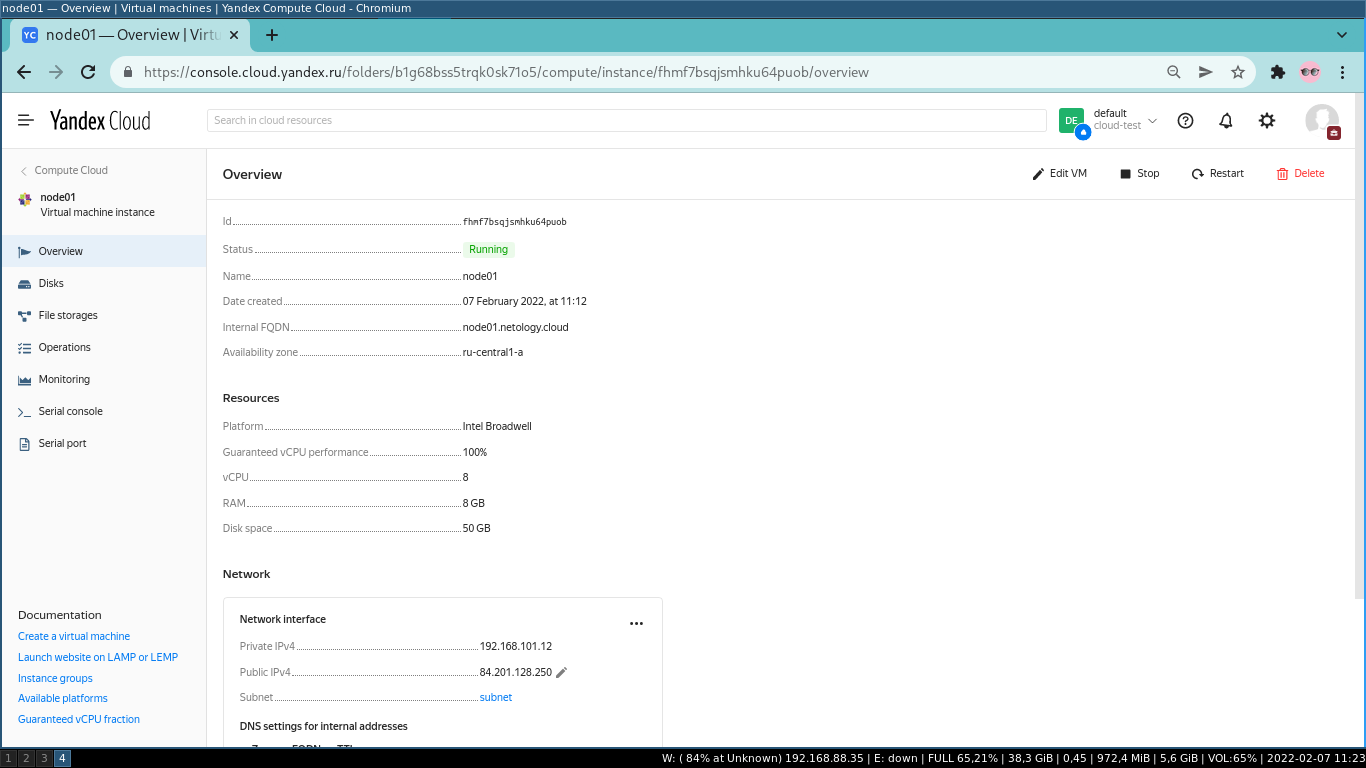 node01 — Overview | Virtual machines | Yandex Compute Cloud - Chromium
YC node01 — Overview | Virtu
https://console.cloud.yandex.ru/folders/b1g68bss5trqk0sk71o5/compute/instance/fhmf7bsqjsmhku64puob/overview
Yandex Cloud
Search in cloud resources
DE
default
cloud-test
Compute Cloud
node01
Virtual machine instance
Overview
Disks
File storages
Operations
Monitoring
Serial console
Serial port
Documentation
Create a virtual machine
Launch website on LAMP or LEMP
Instance groups
Available platforms
Guaranteed vCPU fraction
Overview
Edit VM
Stop
Restart
Delete
Id fhmf7bsqjsmhku64puob
Status Running
Name node01
Date created 07 February 2022, at 11:12
Internal FQDN node01.netology.cloud
Availability zone ru-central1-a
Resources
Platform Intel Broadwell
Guaranteed vCPU performance 100%
vCPU 8
RAM 8 GB
Disk space 50 GB
Network
Network interface
Private IPv4 192.168.101.12
Public IPv4 84.201.128.250
Subnet subnet
DNS settings for internal addresses
1 2 3 4
W: ( 84% at Unknown) 192.168.88.35 | E: down | FULL 65,21% | 38,3 GiB | 0,45 | 972,4 MiB | 5,6 GiB | VOL:65% | 2022-02-07 11:23